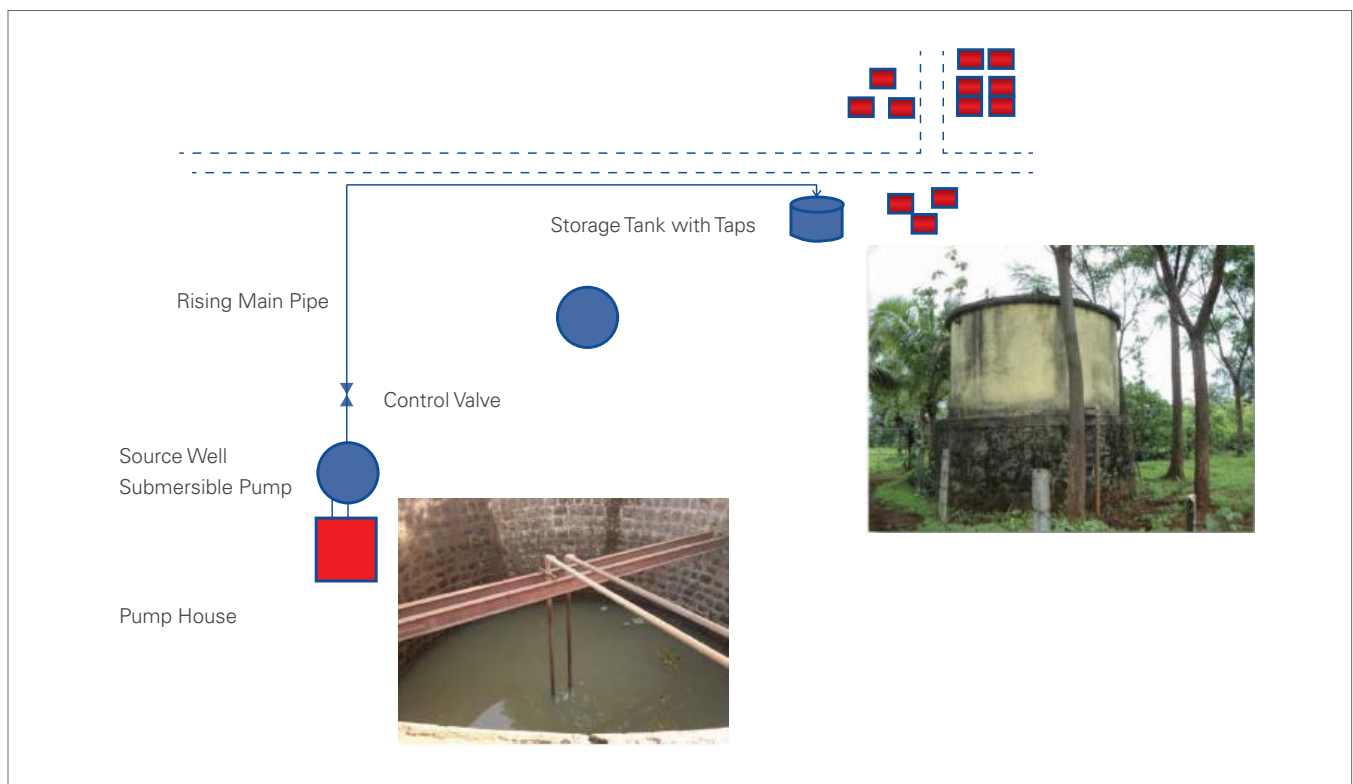 Storage Tank with Taps
Rising Main Pipe
Control Valve
Source Well
Submersible Pump
Pump House